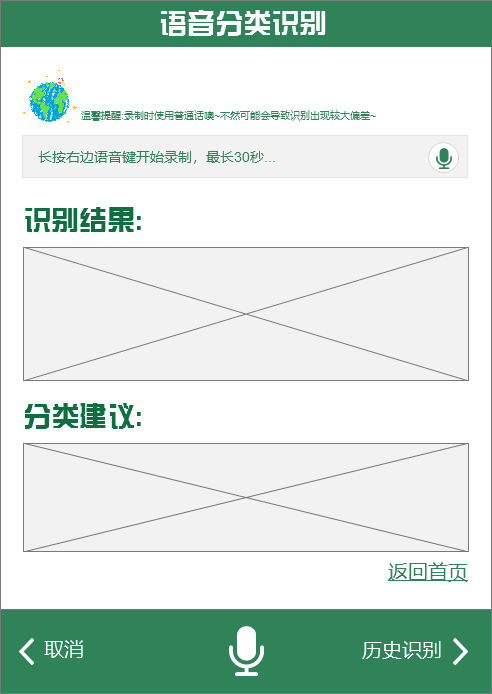 语音分类识别
温馨提醒:录制时使用普通话噢~不然可能会导致识别出现较大偏差~
长按右边语音键开始录制，最长30秒...
识别结果:
分类建议:
返回首页
取消
历史识别